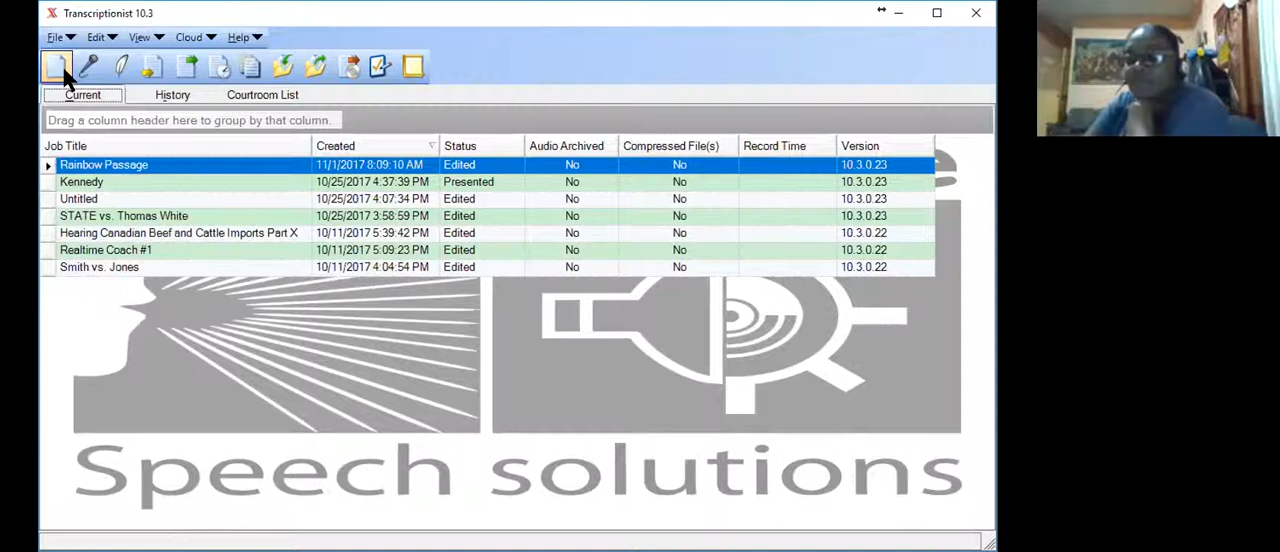 Transcriptionist 10.3
File Edit View Cloud Help
Current History Courtroom List
Drag a column header here to group by that column.
Job Title Created Status Audio Archived Compressed File(s) Record Time Version
Rainbow Passage 11/1/2017 8:09:10 AM Edited No No 10.3.0.23
Kennedy 10/25/2017 4:37:39 PM Presented No No 10.3.0.23
Untitled 10/25/2017 4:07:34 PM Edited No No 10.3.0.23
STATE vs. Thomas White 10/25/2017 3:58:59 PM Edited No No 10.3.0.23
Hearing Canadian Beef and Cattle Imports Part X 10/11/2017 5:39:42 PM Edited No No 10.3.0.22
Realtime Coach #1 10/11/2017 5:09:23 PM Edited No No 10.3.0.22
Smith vs. Jones 10/11/2017 4:04:54 PM Edited No No 10.3.0.22
Speech solutions